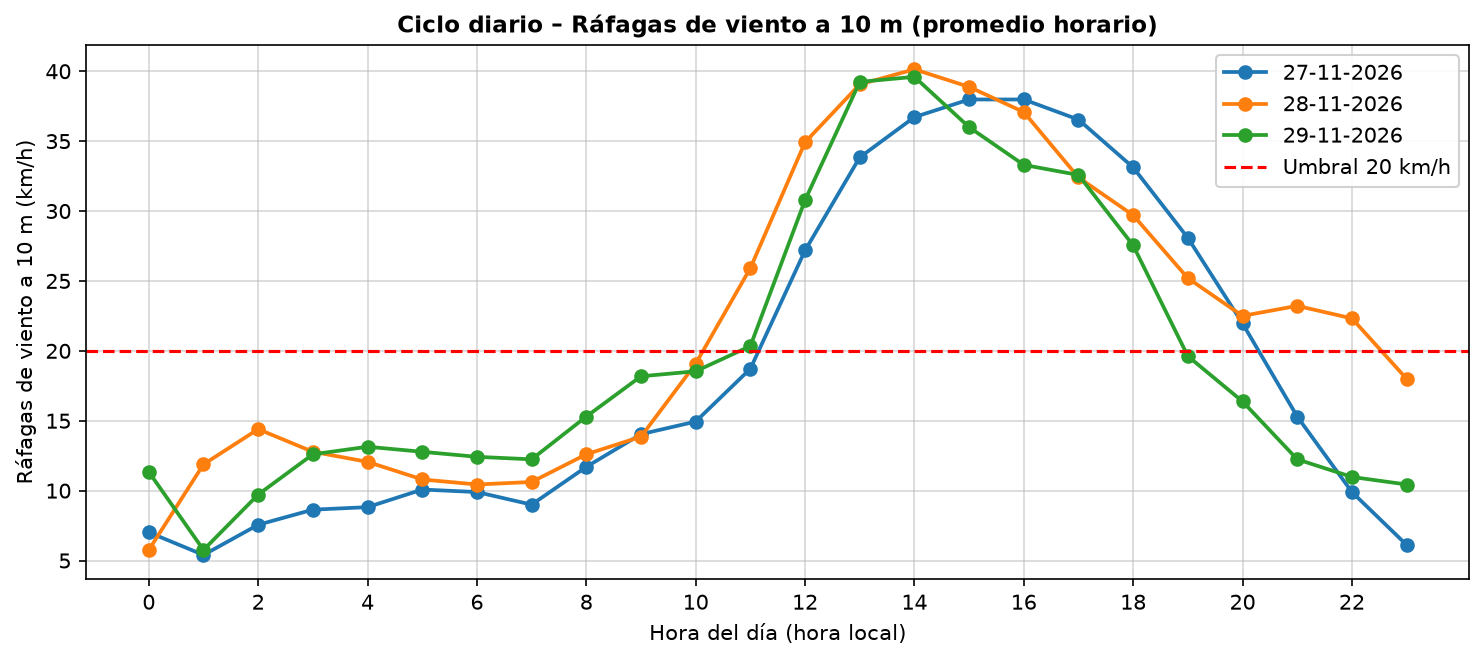 Ciclo diario – Ráfagas de viento a 10 m (promedio horario)
Ráfagas de viento a 10 m (km/h)
40
35
30
25
20
15
10
5
27-11-2026
28-11-2026
29-11-2026
Umbral 20 km/h
0 2 4 6 8 10 12 14 16 18 20 22
Hora del día (hora local)